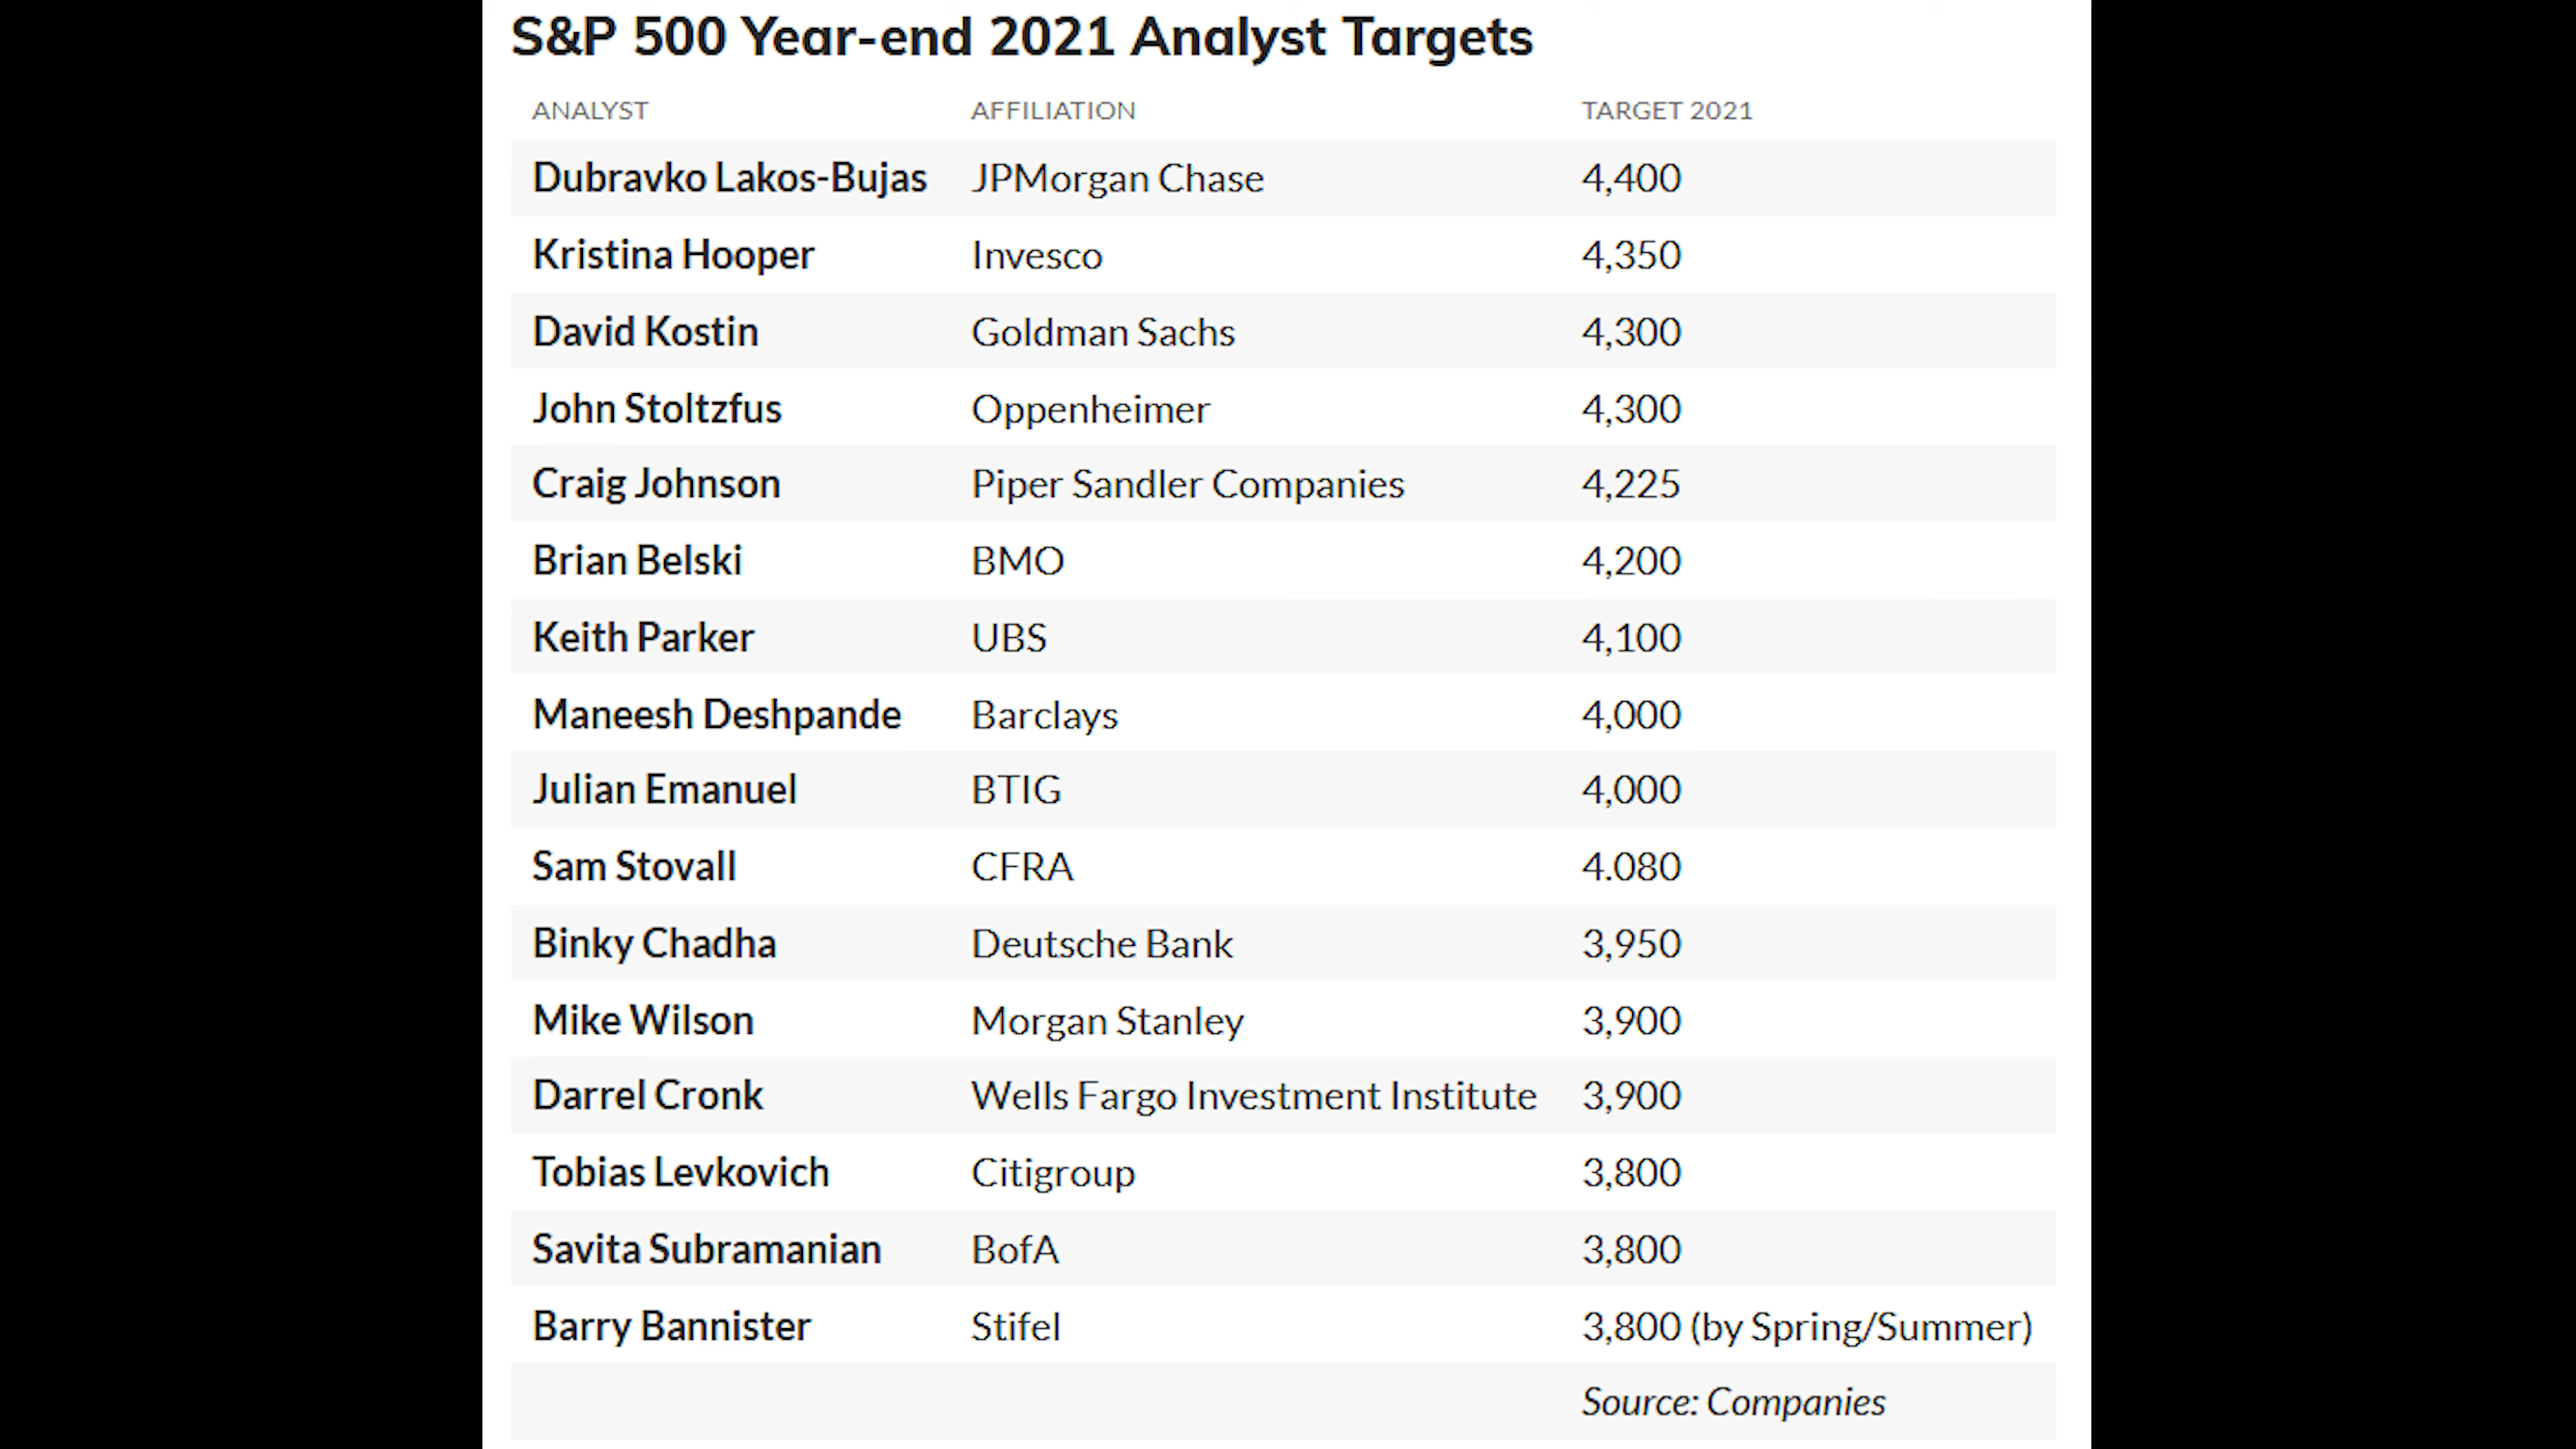 S&P 500 Year-end 2021 Analyst Targets
ANALYST AFFILIATION TARGET 2021
Dubravko Lakos-Bujas JPMorgan Chase 4,400
Kristina Hooper Invesco 4,350
David Kostin Goldman Sachs 4,300
John Stoltzfus Oppenheimer 4,300
Craig Johnson Piper Sandler Companies 4,225
Brian Belski BMO 4,200
Keith Parker UBS 4,100
Maneesh Deshpande Barclays 4,000
Julian Emanuel BTIG 4,000
Sam Stovall CFRA 4.080
Binky Chadha Deutsche Bank 3,950
Mike Wilson Morgan Stanley 3,900
Darrel Cronk Wells Fargo Investment Institute 3,900
Tobias Levkovich Citigroup 3,800
Savita Subramanian BofA 3,800
Barry Bannister Stifel 3,800 (by Spring/Summer)
Source: Companies